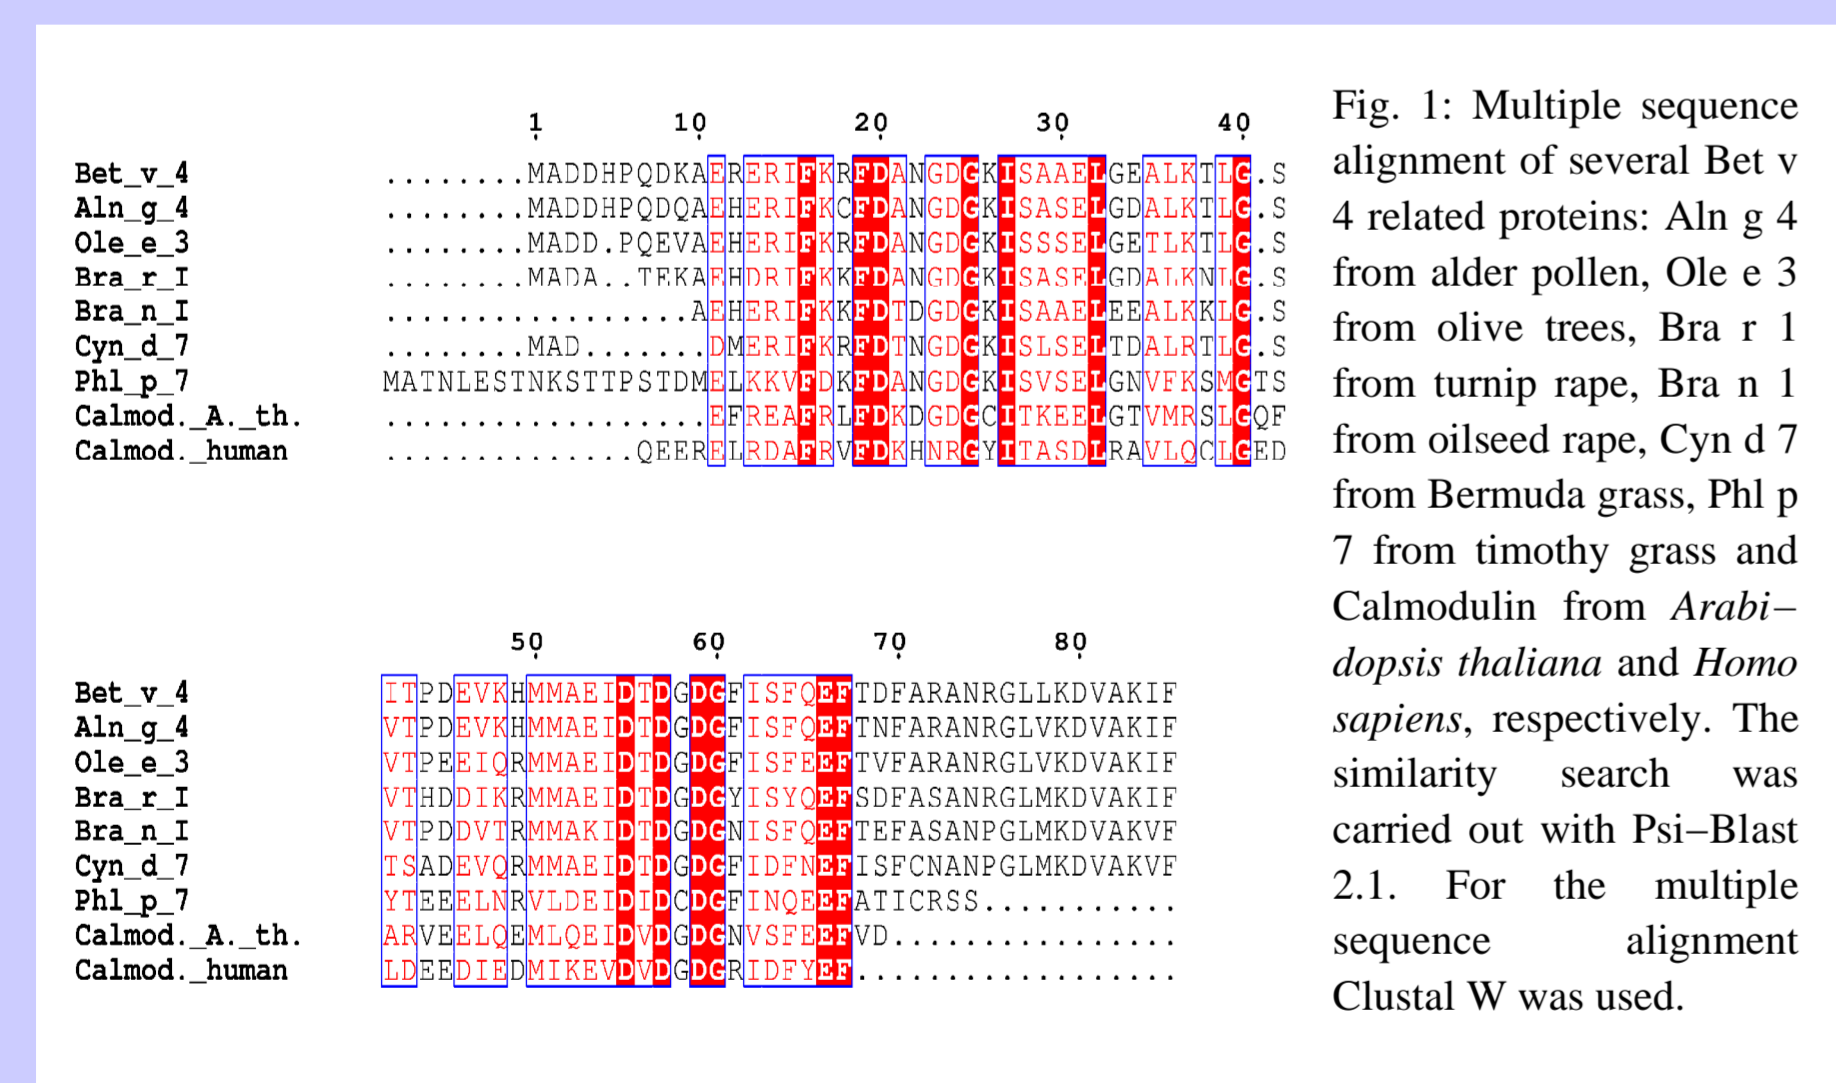 1 10 20 30 40
Bet_v_4 ........MADDHPQDKAERERIFKRFDANGDGKISAAELGEALKTLG.S
Aln_g_4 ........MADDHPQDQAEHERIFKCFDANGDGKISASELGDALKTLG.S
Ole_e_3 ........MADD.PQEVAEHERIFKRFDANGDGKISSSELGETLKTLG.S
Bra_r_I ........MADA..TEKAEHDRIFKKFDANGDGKISASELGDALKNLG.S
Bra_n_I .................AEHERIFKKFDTDGDGKISAAELEEALKKLG.S
Cyn_d_7 ........MAD.......DMERIFKRFDTNGDGKISLSELTDALRTLG.S
Phl_p_7 MATNLESTNKSTTPSTDMELKKVFDKFDANGDGKISVSELGNVFKSMGTS
Calmod._A._th. ..................EFREAFRLFDKDGDGCITKEELGTVMRSLGQF
Calmod._human ..............QEERELRDAFRVFDKHNRGYITASDLRAVLQCLGED
50 60 70 80
Bet_v_4 ITPDEVKHMMAEIDTDGDGFISFQEFTDFARANRGLLKDVAKIF
Aln_g_4 VTPDEVKHMMAEIDTDGDGFISFQEFTNFARANRGLVKDVAKIF
Ole_e_3 VTPEEIQRMMAEIDTDGDGFISFEEFTVFARANRGLVKDVAKIF
Bra_r_I VTHDDIKRMMAEIDTDGDGYISYQEFSDFASANRGLMKDVAKIF
Bra_n_I VTPDDVTRMMAKIDTDGDGNISFQEFTEFASANPGLMKDVAKVF
Cyn_d_7 TSADEVQRMMAEIDTDGDGFIDFNEFISFCNANPGLMKDVAKVF
Phl_p_7 YTEEELNRVLDEIDIDCDGFINQEEFATICRSS...........
Calmod._A._th. ARVEELQEMLQEIDVDGDGNVSFEEFVD................
Calmod._human LDEEDIEDMIKEVDVDGDGRIDFYEF..................
Fig. 1: Multiple sequence
alignment of several Bet v
4 related proteins: Aln g 4
from alder pollen, Ole e 3
from olive trees, Bra r 1
from turnip rape, Bra n 1
from oilseed rape, Cyn d 7
from Bermuda grass, Phl p
7 from timothy grass and
Calmodulin from Arabi–
dopsis thaliana and Homo
sapiens, respectively. The
similarity search was
carried out with Psi–Blast
2.1. For the multiple
sequence alignment
Clustal W was used.